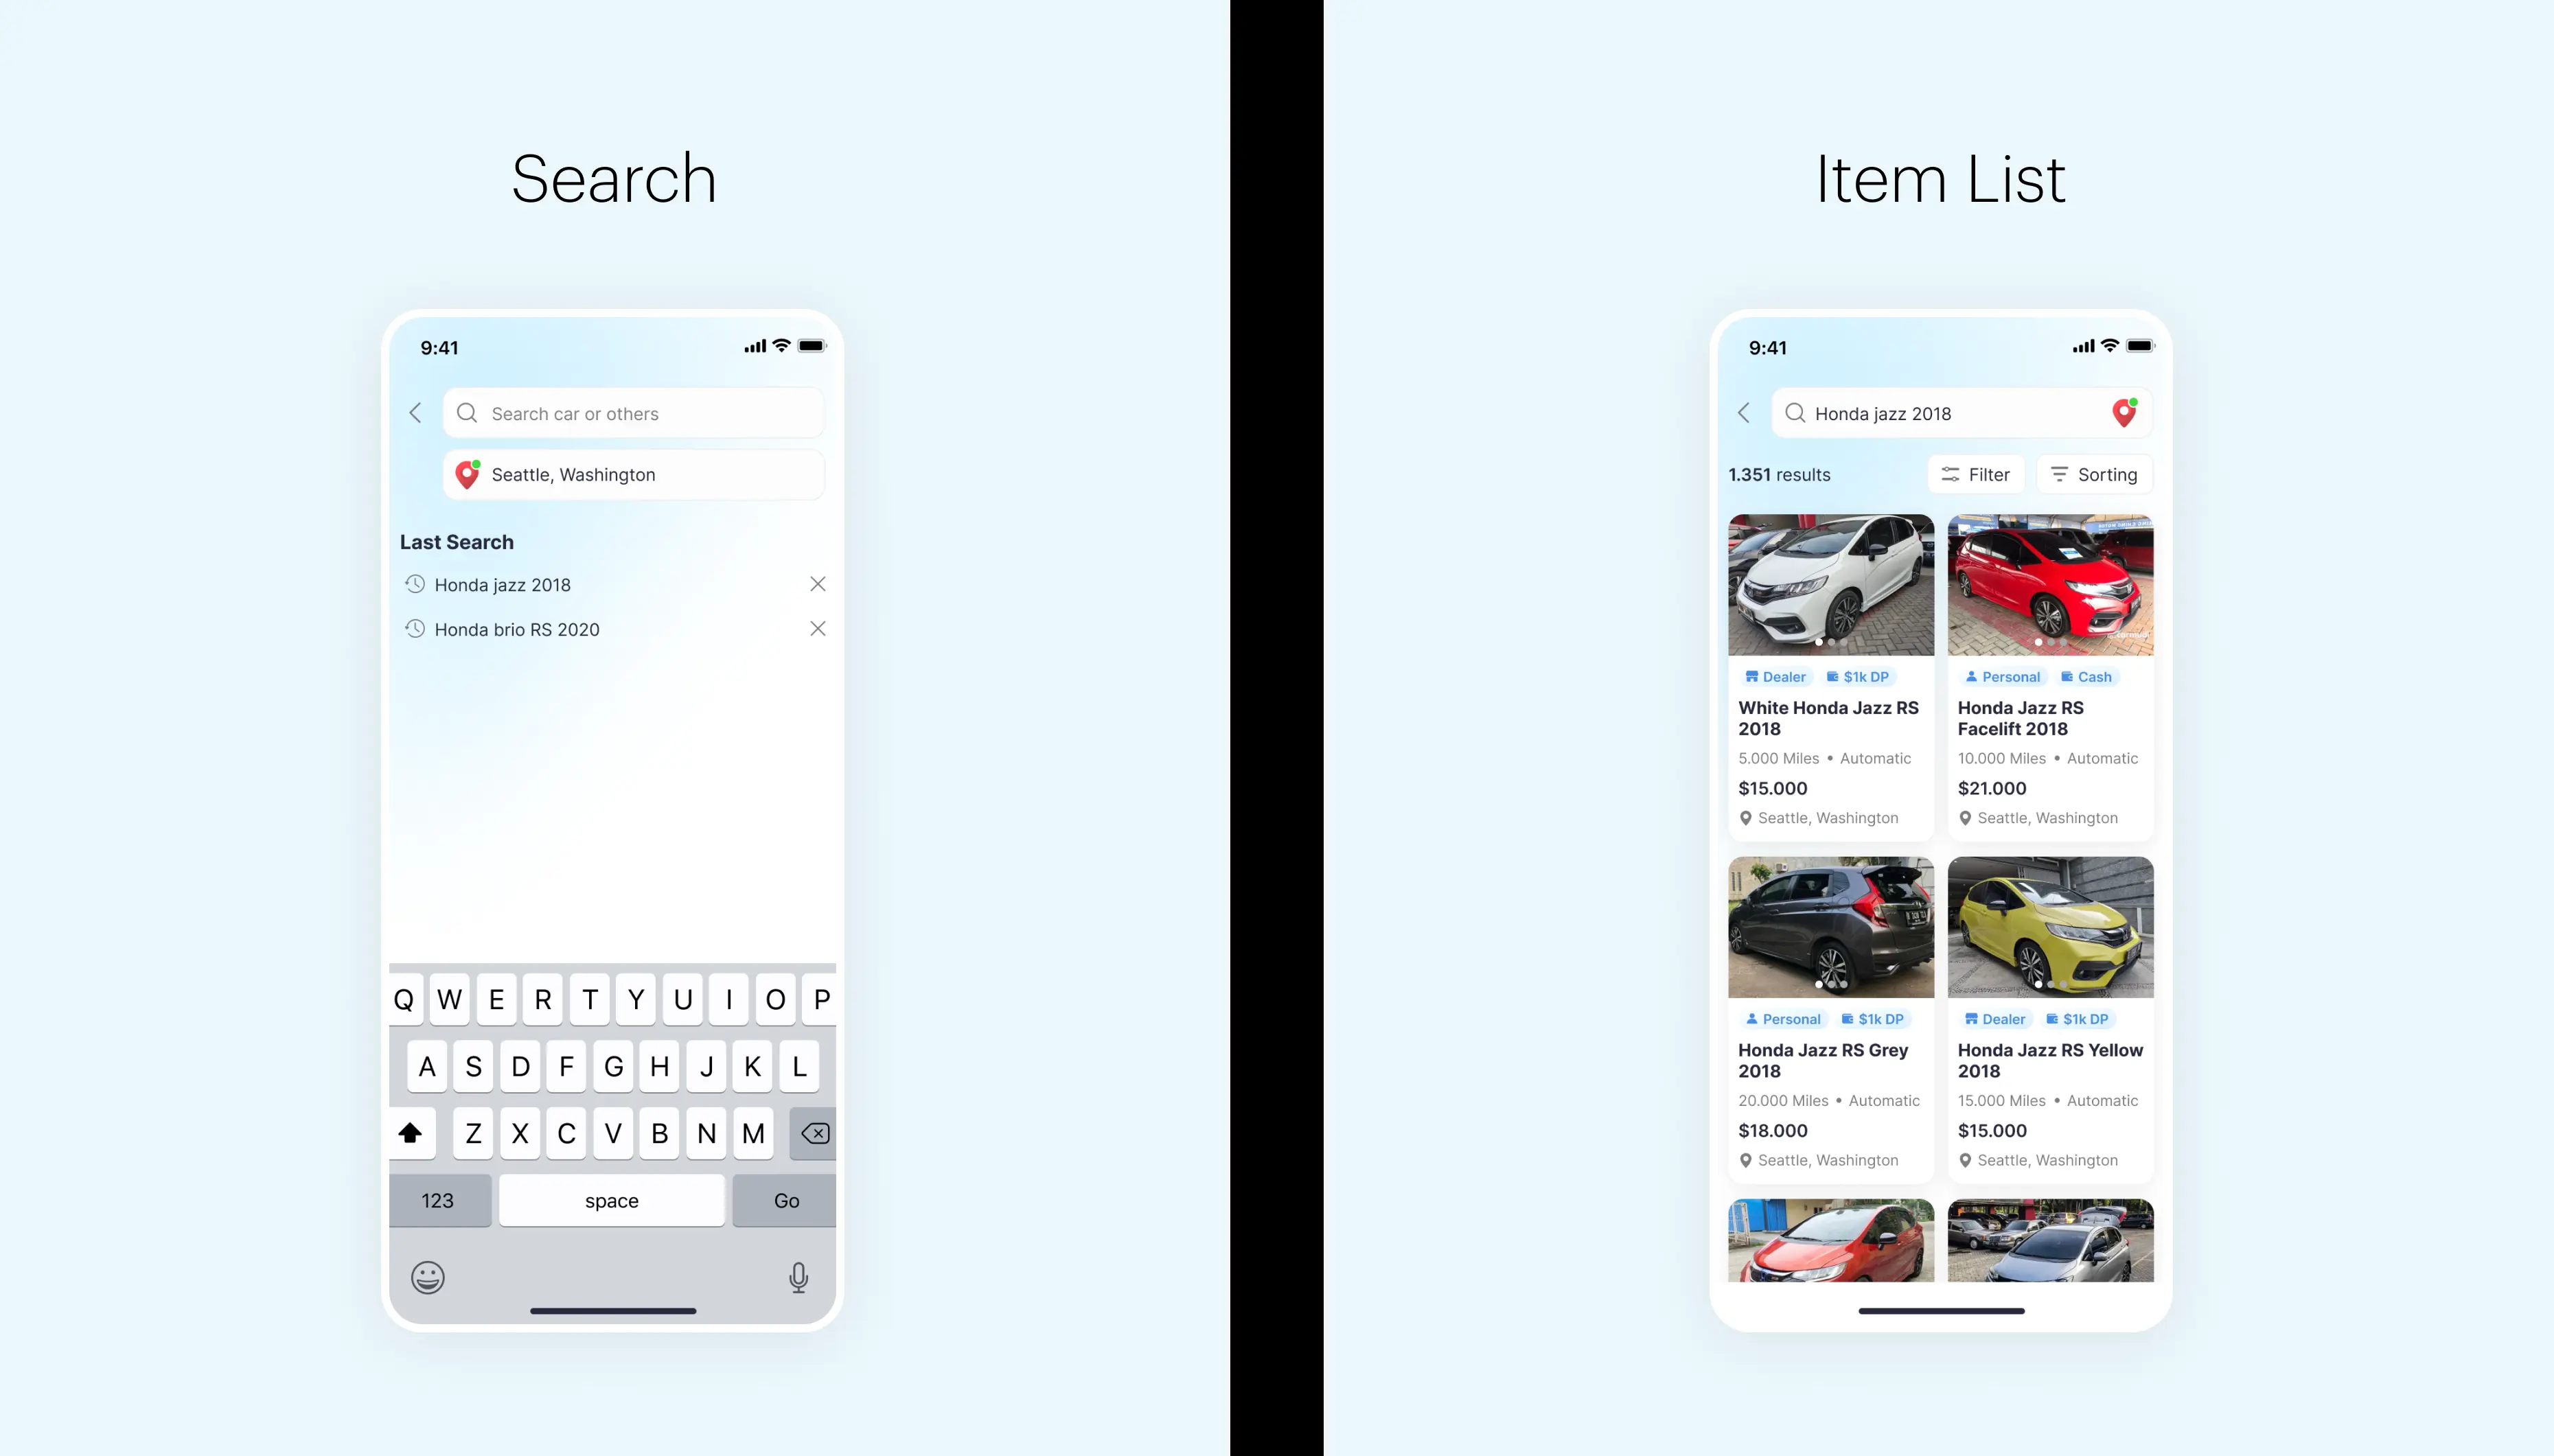 Search
9:41
Search car or others
Seattle, Washington
Last Search
Honda jazz 2018
Honda brio RS 2020
Q W E R T Y U I O P
A S D F G H J K L
Z X C V B N M
123 space Go
Item List
9:41
Honda jazz 2018
1.351 results Filter Sorting
Dealer $1k DP
White Honda Jazz RS
2018
5.000 Miles • Automatic
$15.000
Seattle, Washington
Personal Cash
Honda Jazz RS
Facelift 2018
10.000 Miles • Automatic
$21.000
Seattle, Washington
Personal $1k DP
Honda Jazz RS Grey
2018
20.000 Miles • Automatic
$18.000
Seattle, Washington
Dealer $1k DP
Honda Jazz RS Yellow
2018
15.000 Miles • Automatic
$15.000
Seattle, Washington